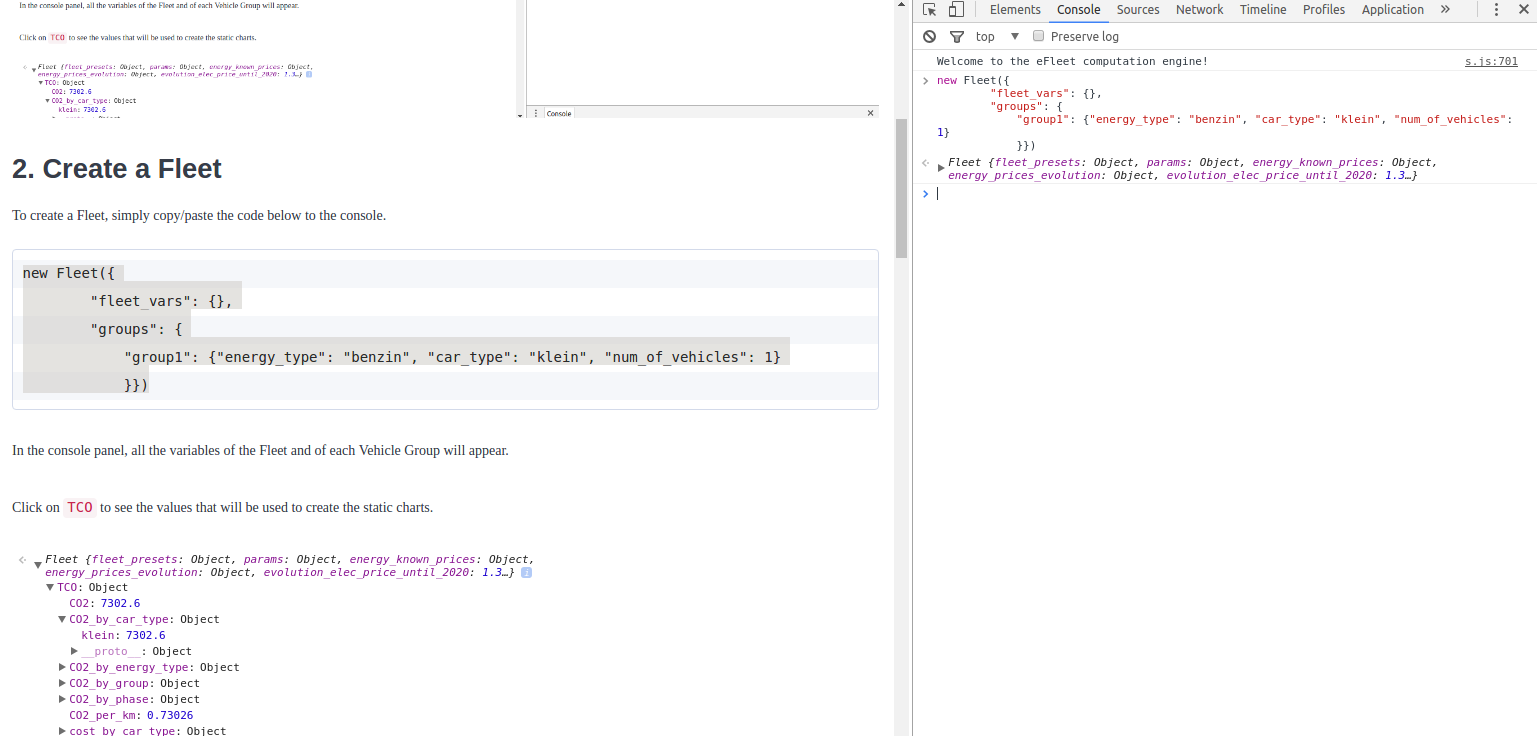 In the console panel, all the variables of the Fleet and of each Vehicle Group will appear.
Click on TCO to see the values that will be used to create the static charts.
Fleet {fleet_presets: Object, params: Object, energy_known_prices: Object,
energy_prices_evolution: Object, evolution_elec_price_until_2020: 1.3…}
TCO: Object
CO2: 7302.6
CO2_by_car_type: Object
klein: 7302.6
Console
2. Create a Fleet
To create a Fleet, simply copy/paste the code below to the console.
new Fleet({
"fleet_vars": {},
"groups": {
"group1": {"energy_type": "benzin", "car_type": "klein", "num_of_vehicles": 1}
}})
In the console panel, all the variables of the Fleet and of each Vehicle Group will appear.
Click on TCO to see the values that will be used to create the static charts.
Fleet {fleet_presets: Object, params: Object, energy_known_prices: Object,
energy_prices_evolution: Object, evolution_elec_price_until_2020: 1.3…}
TCO: Object
CO2: 7302.6
CO2_by_car_type: Object
klein: 7302.6
__proto__: Object
CO2_by_energy_type: Object
CO2_by_group: Object
CO2_by_phase: Object
CO2_per_km: 0.73026
cost_by_car_type: Object
Elements Console Sources Network Timeline Profiles Application »
top Preserve log
Welcome to the eFleet computation engine! s.js:701
new Fleet({
"fleet_vars": {},
"groups": {
"group1": {"energy_type": "benzin", "car_type": "klein", "num_of_vehicles":
1}
}})
Fleet {fleet_presets: Object, params: Object, energy_known_prices: Object,
energy_prices_evolution: Object, evolution_elec_price_until_2020: 1.3…}